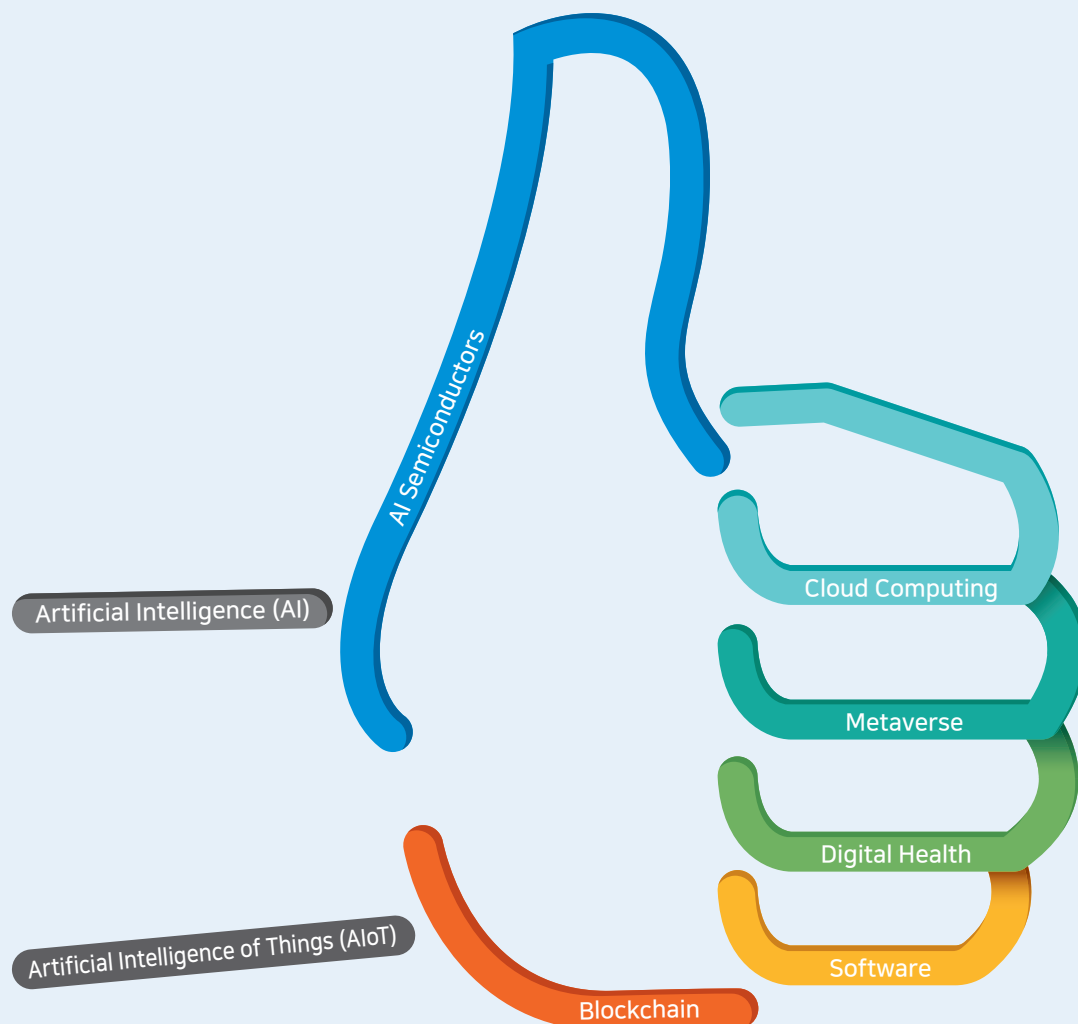 AI Semiconductors
Cloud Computing
Artificial Intelligence (AI)
Metaverse
Digital Health
Artificial Intelligence of Things (AIoT)
Software
Blockchain